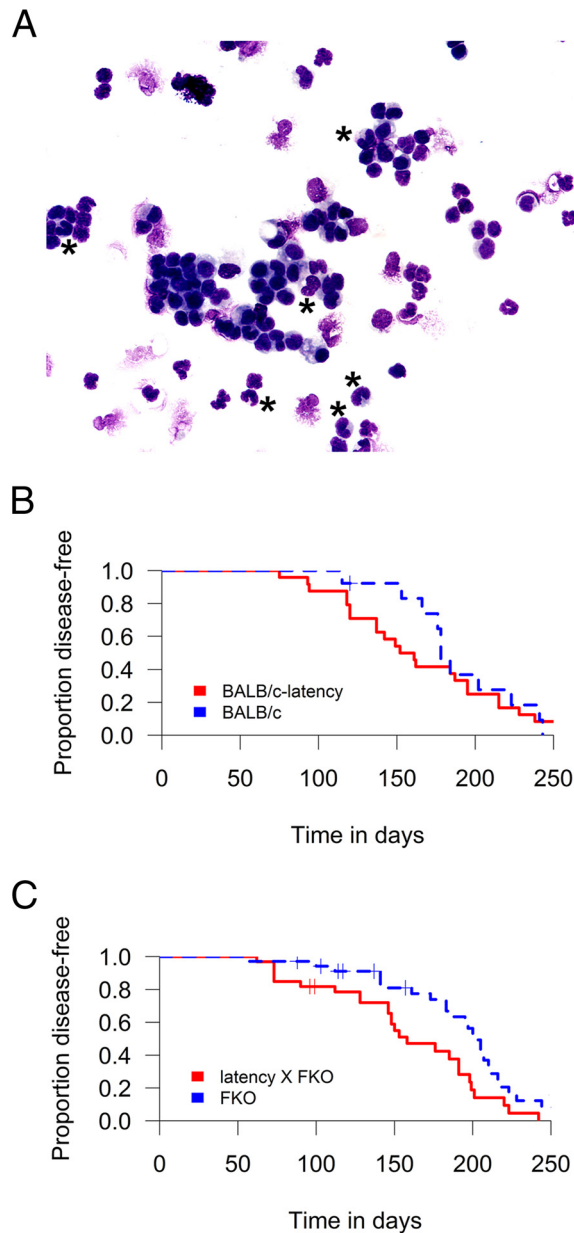 A
*
*
*
*
*
*
B
Proportion disease-free
1.0
0.8
0.6
0.4
0.2
0.0
BALB/c-latency
BALB/c
0 50 100 150 200 250
Time in days
C
Proportion disease-free
1.0
0.8
0.6
0.4
0.2
0.0
latency X FKO
FKO
0 50 100 150 200 250
Time in days